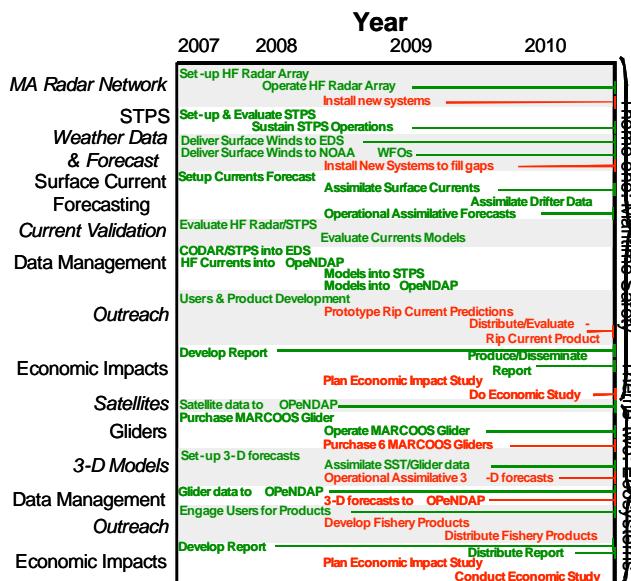 Year
2007 2008 2009 2010
MA Radar Network
Set-up HF Radar Array
Operate HF Radar Array
Install new systems
STPS
Set-up & Evaluate STPS
Sustain STPS Operations
Weather Data
& Forecast
Deliver Surface Winds to EDS
Deliver Surface Winds to NOAA WFOs
Install New Systems to fill gaps
Surface Current
Forecasting
Setup Currents Forecast
Assimilate Surface Currents
Assimilate Drifter Data
Operational Assimilative Forecasts
Current Validation
Evaluate HF Radar/STPS
Evaluate Currents Models
Data Management
CODAR/STPS into EDS
HF Currents into OpeNDAP
Models into STPS
Models into OpeNDAP
Outreach
Users & Product Development
Prototype Rip Current Predictions
Distribute/Evaluate -
Rip Current Product
Economic Impacts
Develop Report
Produce/Disseminate
Report
Plan Economic Impact Study
Do Economic Study
Satellites
Satellite data to OPeNDAP
Gliders
Purchase MARCOOS Glider
Operate MARCOOS Glider
Purchase 6 MARCOOS Gliders
3-D Models
Set-up 3-D forecasts
Assimilate SST/Glider data
Operational Assimilative 3 -D forecasts
Data Management
Glider data to OPeNDAP
3-D forecasts to OPeNDAP
Outreach
Engage Users for Products
Develop Fishery Products
Distribute Fishery Products
Economic Impacts
Develop Report
Distribute Report
Plan Economic Impact Study
Conduct Economic Study